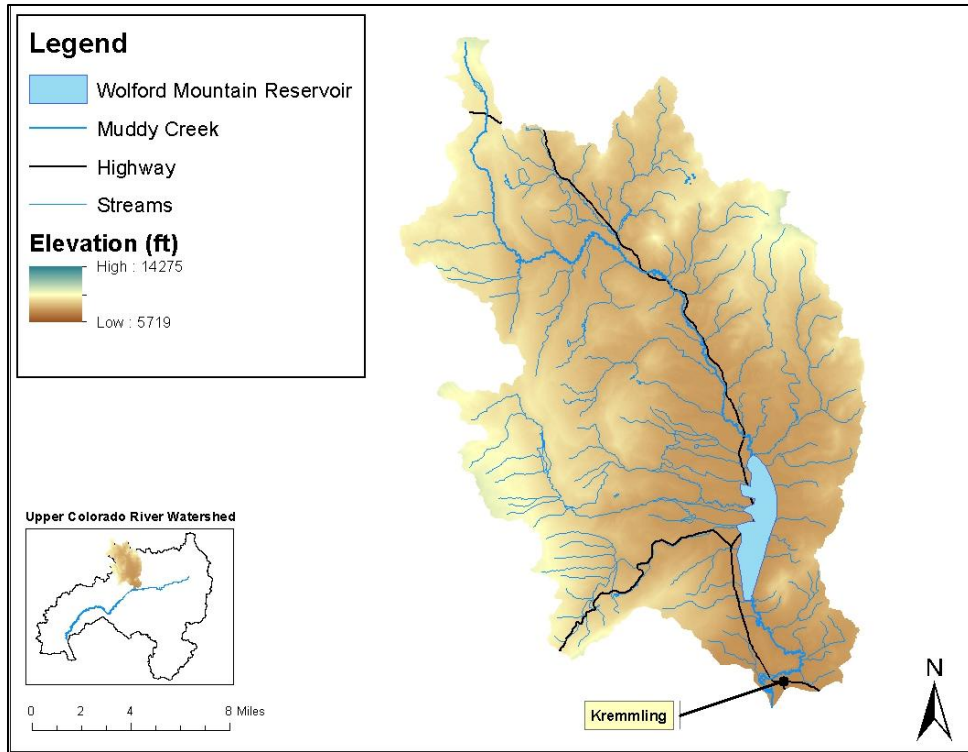 Legend
Wolford Mountain Reservoir
Muddy Creek
Highway
Streams
Elevation (ft)
High : 14275
Low : 5719
Upper Colorado River Watershed
0 2 4 8 Miles
Kremmling
N